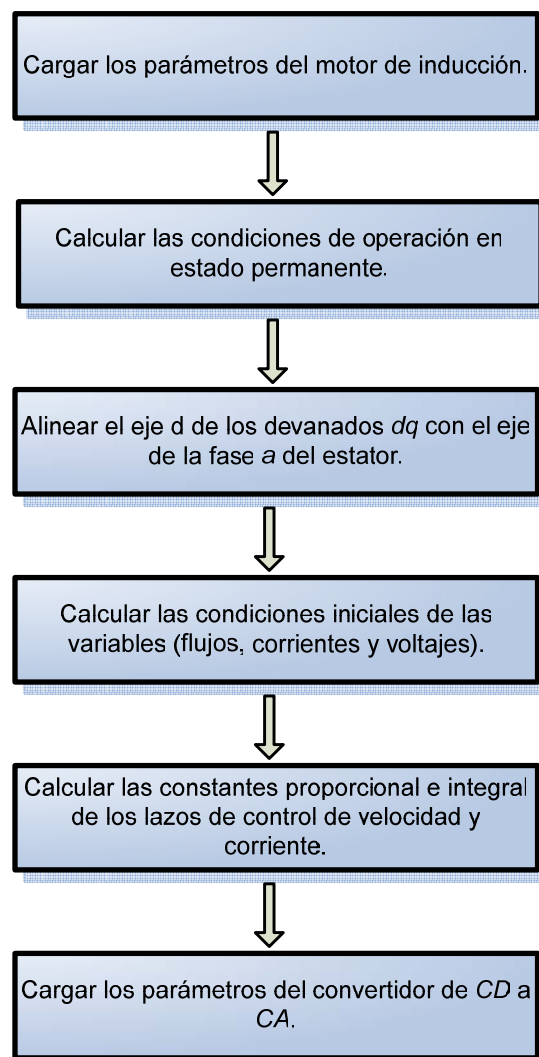 Cargar los parámetros del motor de inducción.
Calcular las condiciones de operación en
estado permanente.
Alinear el eje d de los devanados dq con el eje
de la fase a del estator.
Calcular las condiciones iniciales de las
variables (flujos, corrientes y voltajes).
Calcular las constantes proporcional e integral
de los lazos de control de velocidad y
corriente.
Cargar los parámetros del convertidor de CD a
CA.